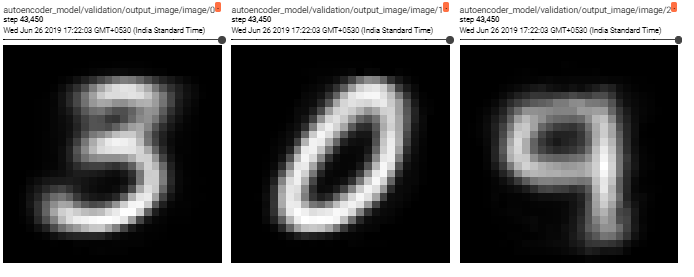 autoencoder_model/validation/output_image/image/0
step 43,450
Wed Jun 26 2019 17:22:03 GMT+0530 (India Standard Time)
3
autoencoder_model/validation/output_image/image/1
step 43,450
Wed Jun 26 2019 17:22:03 GMT+0530 (India Standard Time)
0
autoencoder_model/validation/output_image/image/2
step 43,450
Wed Jun 26 2019 17:22:03 GMT+0530 (India Standard Time)
9